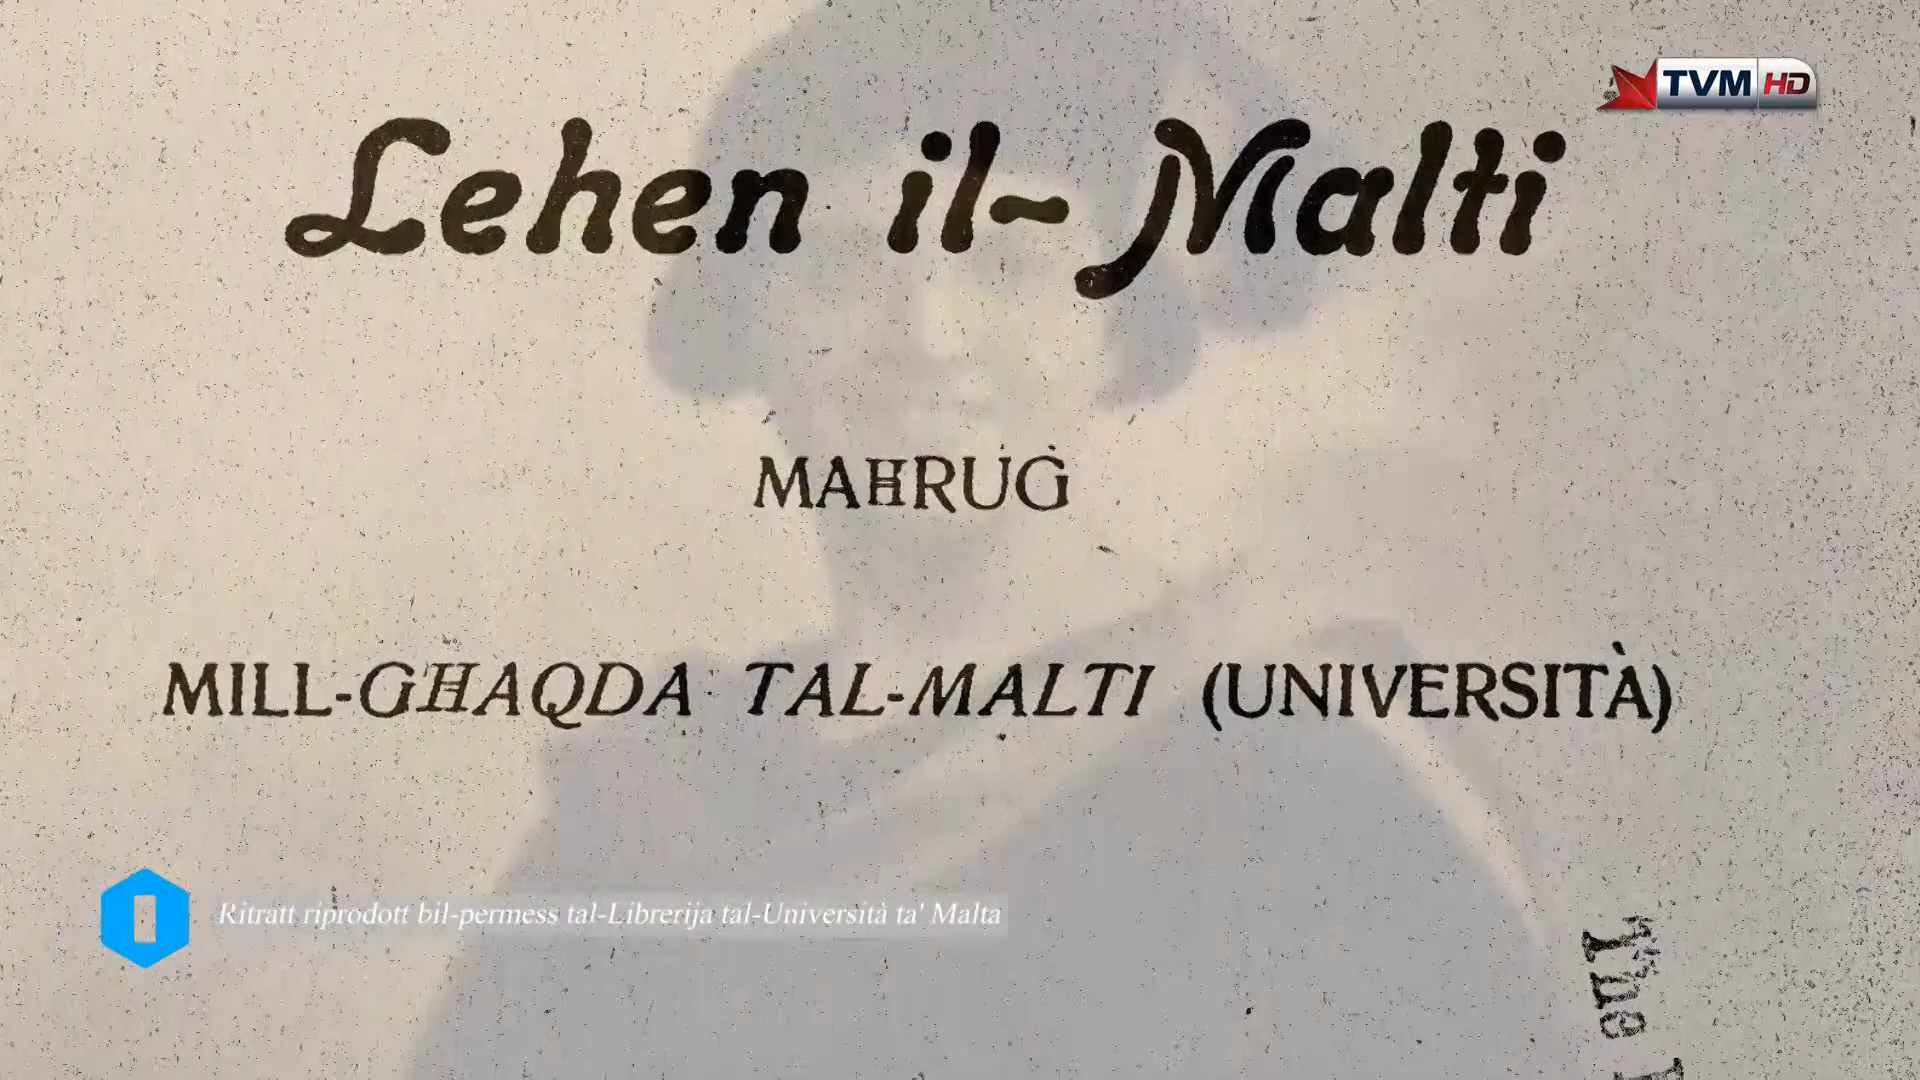 TVM HD
Lehen il-Malti
MAĦRUĠ
MILL-GĦAQDA TAL-MALTI (UNIVERSITÀ)
Ritratt riprodott bil-permess tal-Librerija tal-Università ta' Malta
The